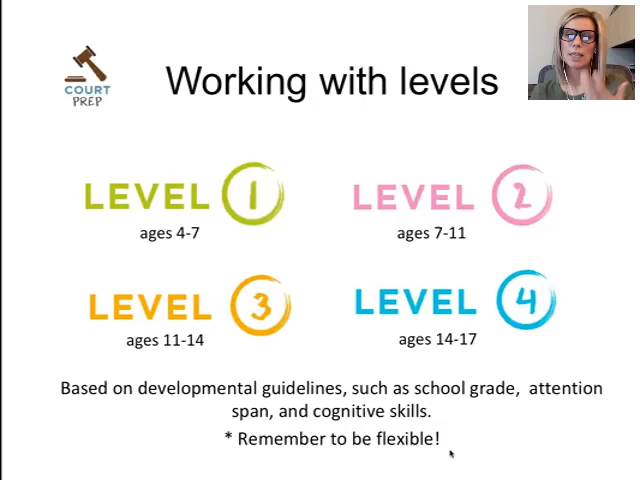 COURT
PREP
Working with levels
LEVEL 1
ages 4-7
LEVEL 2
ages 7-11
LEVEL 3
ages 11-14
LEVEL 4
ages 14-17
Based on developmental guidelines, such as school grade, attention
span, and cognitive skills.
* Remember to be flexible!